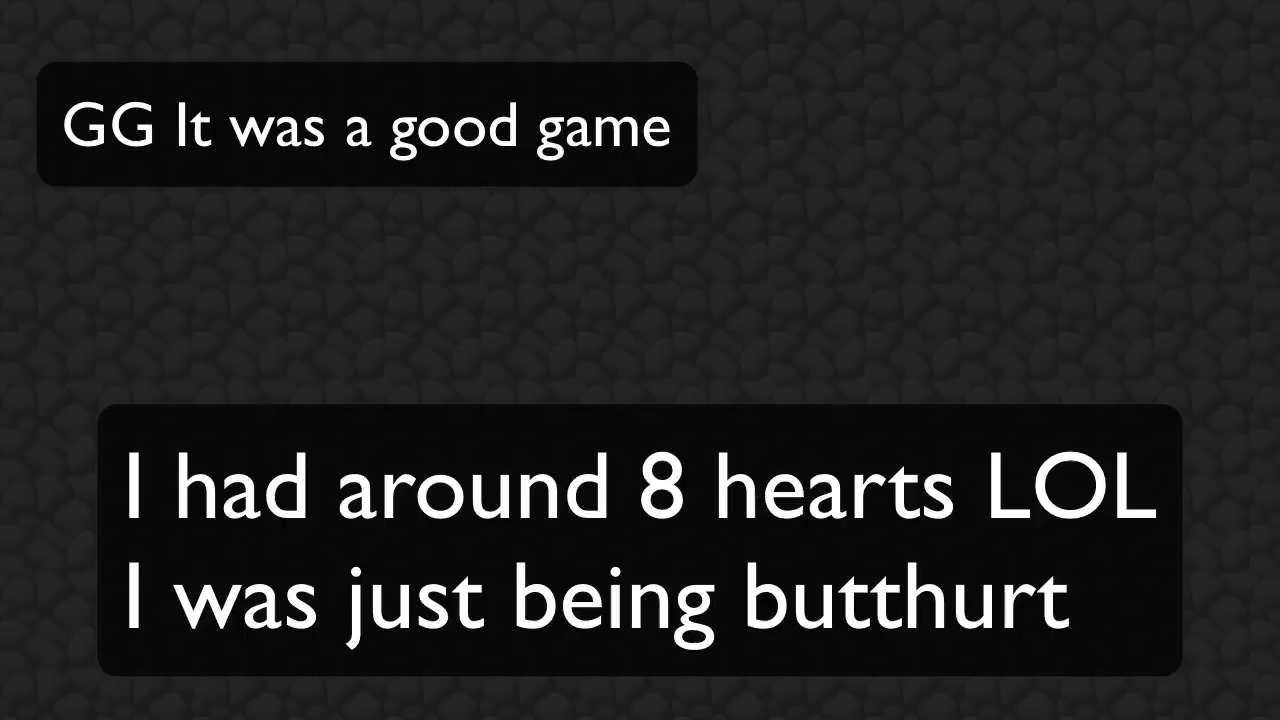 GG It was a good game
I had around 8 hearts LOL
I was just being butthurt